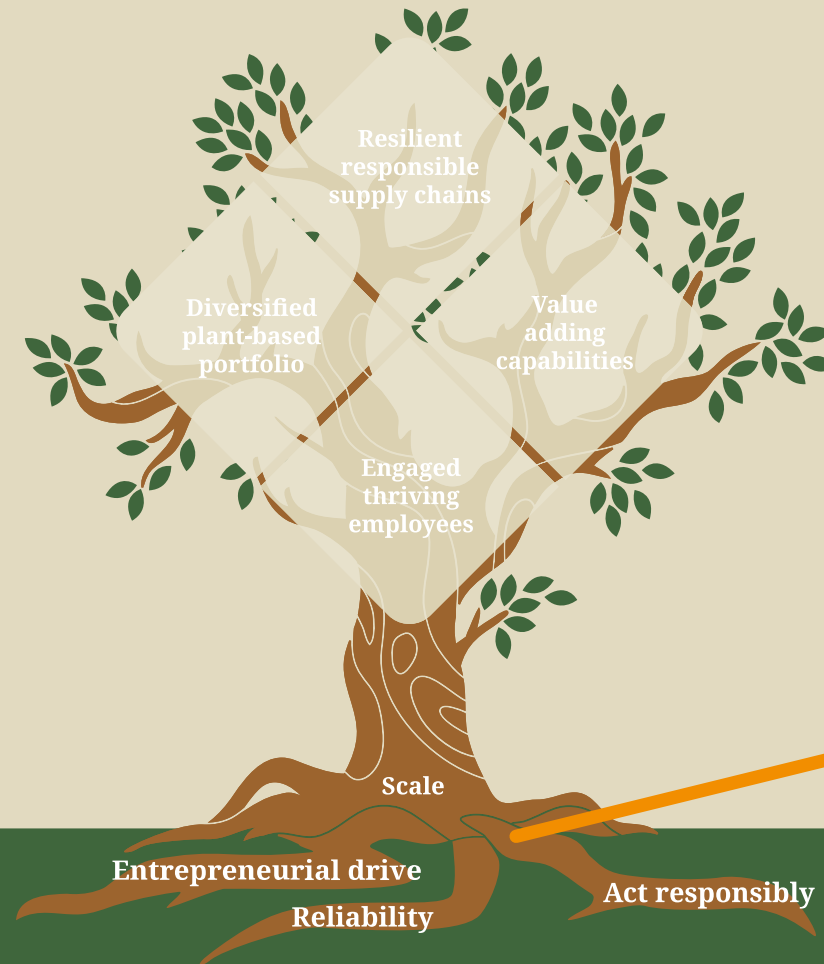 Resilient
responsible
supply chains
Diversified
plant-based
portfolio
Value
adding
capabilities
Engaged
thriving
employees
Scale
Entrepreneurial drive
Reliability
Act responsibly